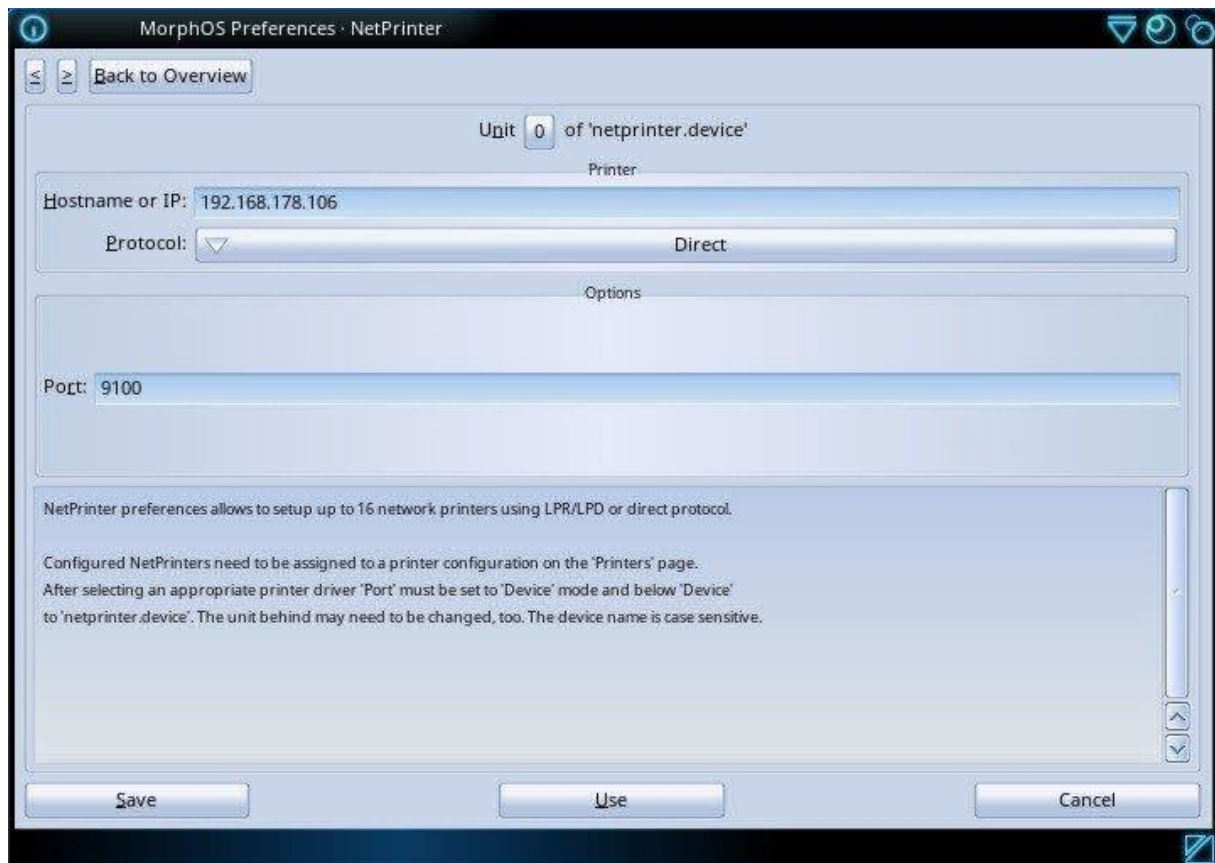 MorphOS Preferences · NetPrinter
≤ ≥ Back to Overview
Unit 0 of 'netprinter.device'
Printer
Hostname or IP: 192.168.178.106
Protocol: Direct
Options
Port: 9100
NetPrinter preferences allows to setup up to 16 network printers using LPR/LPD or direct protocol.
Configured NetPrinters need to be assigned to a printer configuration on the 'Printers' page.
After selecting an appropriate printer driver 'Port' must be set to 'Device' mode and below 'Device'
to 'netprinter.device'. The unit behind may need to be changed, too. The device name is case sensitive.
Save Use Cancel